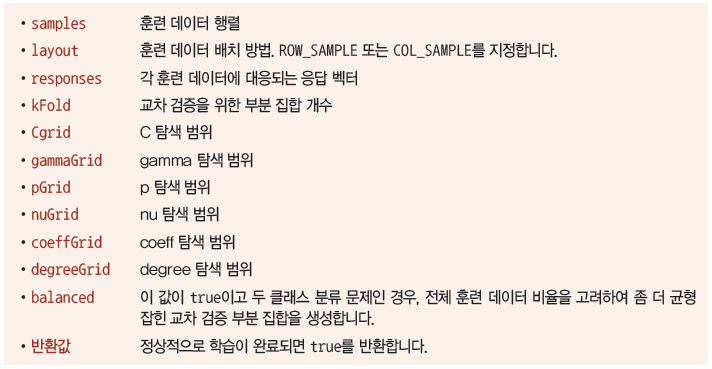 • samples 훈련 데이터 행렬
• layout 훈련 데이터 배치 방법. ROW_SAMPLE 또는 COL_SAMPLE를 지정합니다.
• responses 각 훈련 데이터에 대응되는 응답 벡터
• kFold 교차 검증을 위한 부분 집합 개수
• Cgrid C 탐색 범위
• gammaGrid gamma 탐색 범위
• pGrid p 탐색 범위
• nuGrid nu 탐색 범위
• coeffGrid coeff 탐색 범위
• degreeGrid degree 탐색 범위
• balanced 이 값이 true이고 두 클래스 분류 문제인 경우, 전체 훈련 데이터 비율을 고려하여 좀 더 균형
잡힌 교차 검증 부분 집합을 생성합니다.
• 반환값 정상적으로 학습이 완료되면 true를 반환합니다.